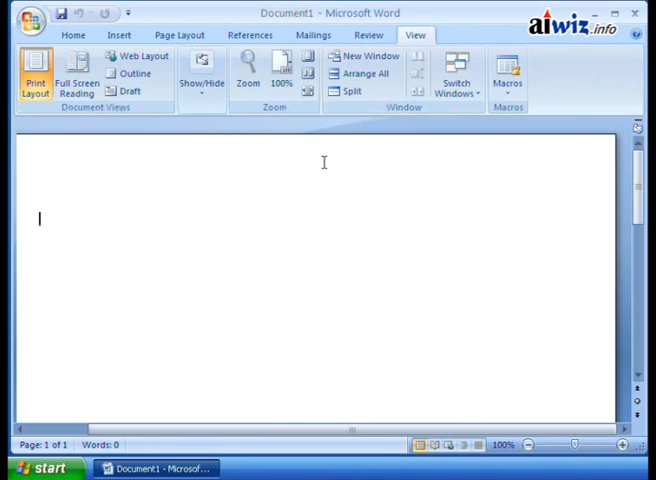 Document1 - Microsoft Word
aiwiz.info
Home Insert Page Layout References Mailings Review View
Print Layout
Full Screen Reading
Web Layout
Outline
Draft
Document Views
Show/Hide
Zoom
100%
Zoom
New Window
Arrange All
Split
Switch Windows
Window
Macros
Macros
Page: 1 of 1 Words: 0 100%
start Document1 - Microsof...